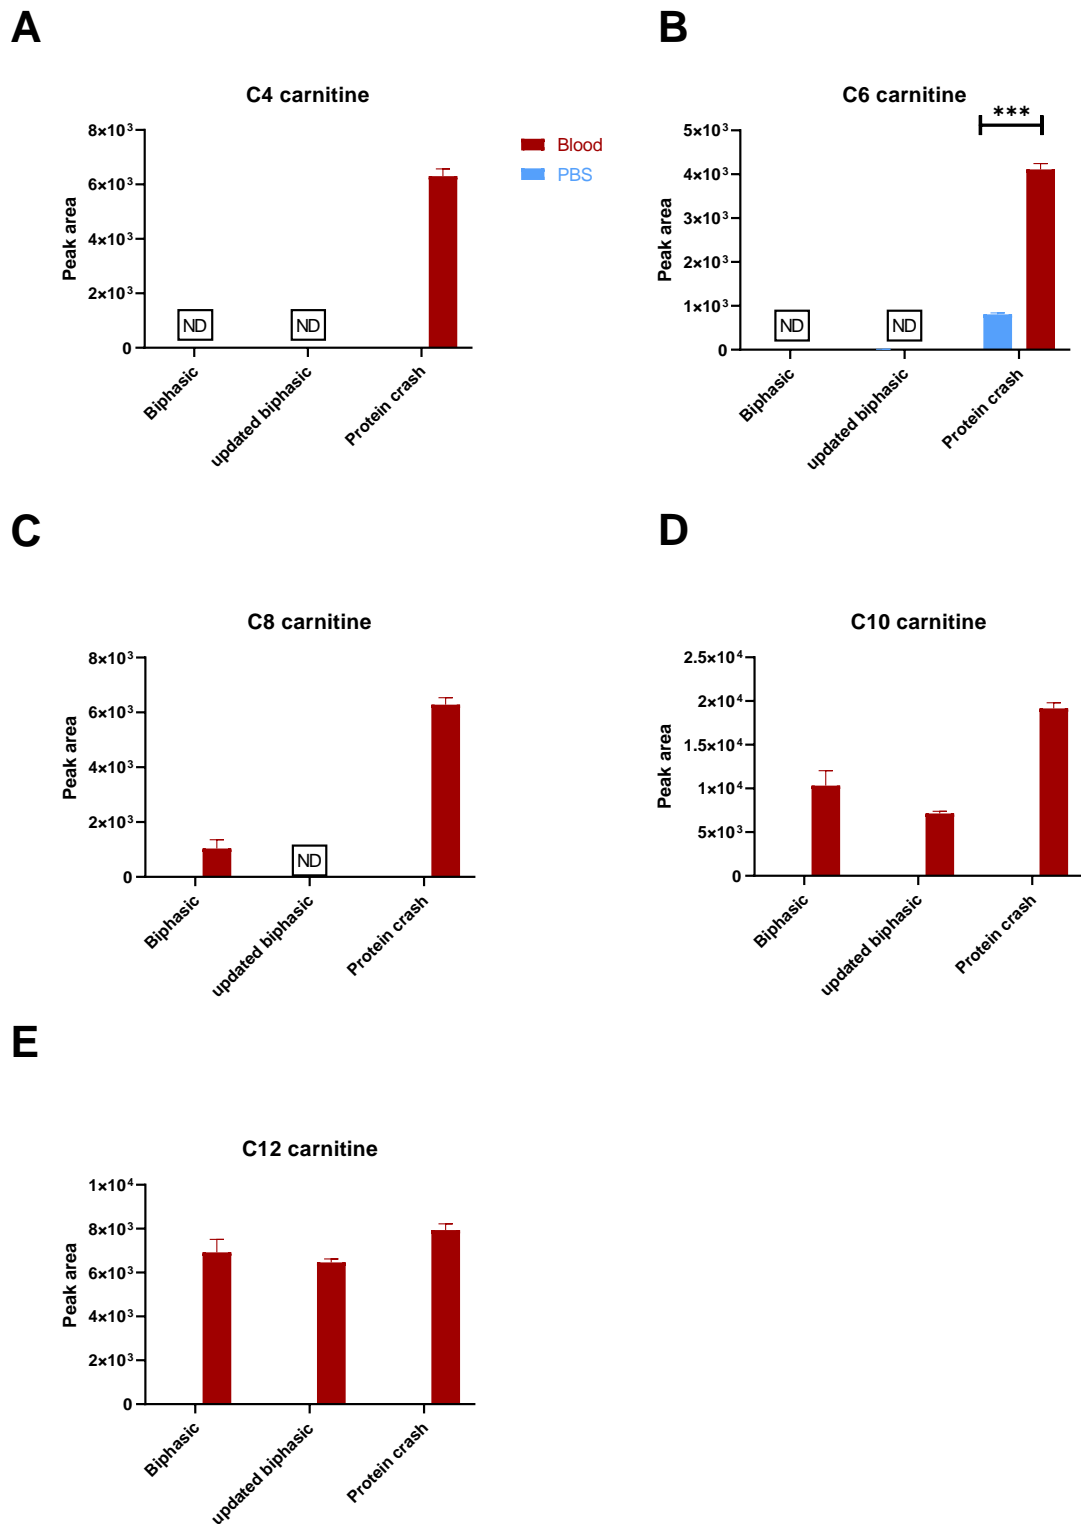 A
C4 carnitine
Peak area
8×10³
6×10³
4×10³
2×10³
0
ND
ND
Biphasic
updated biphasic
Protein crash
Blood
PBS
B
C6 carnitine
***
Peak area
5×10³
4×10³
3×10³
2×10³
1×10³
0
ND
ND
Biphasic
updated biphasic
Protein crash
C
C8 carnitine
Peak area
8×10³
6×10³
4×10³
2×10³
0
ND
Biphasic
updated biphasic
Protein crash
D
C10 carnitine
Peak area
2.5×10⁴
2×10⁴
1.5×10⁴
1×10⁴
5×10³
0
Biphasic
updated biphasic
Protein crash
E
C12 carnitine
Peak area
1×10⁴
8×10³
6×10³
4×10³
2×10³
0
Biphasic
updated biphasic
Protein crash